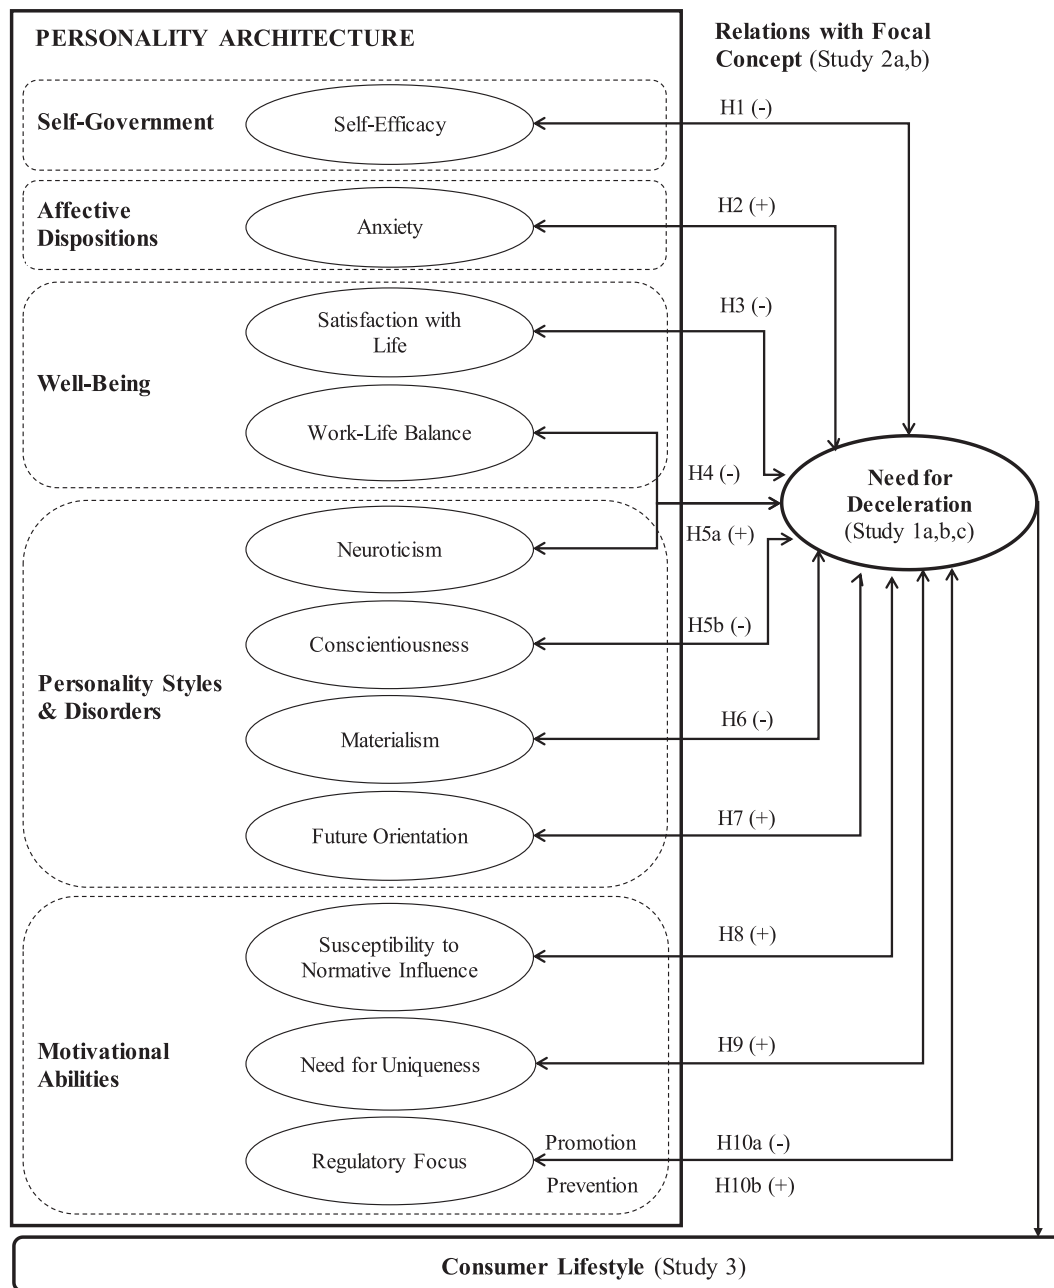 PERSONALITY ARCHITECTURE
Relations with Focal
Concept (Study 2a,b)
Self-Government
Self-Efficacy
H1 (-)
Affective
Dispositions
Anxiety
H2 (+)
Well-Being
Satisfaction with
Life
H3 (-)
Work-Life Balance
H4 (-)
Need for
Deceleration
(Study 1a,b,c)
Personality Styles
& Disorders
Neuroticism
H5a (+)
Conscientiousness
H5b (-)
Materialism
H6 (-)
Future Orientation
H7 (+)
Motivational
Abilities
Susceptibility to
Normative Influence
H8 (+)
Need for Uniqueness
H9 (+)
Regulatory Focus
Promotion
H10a (-)
Prevention
H10b (+)
Consumer Lifestyle (Study 3)